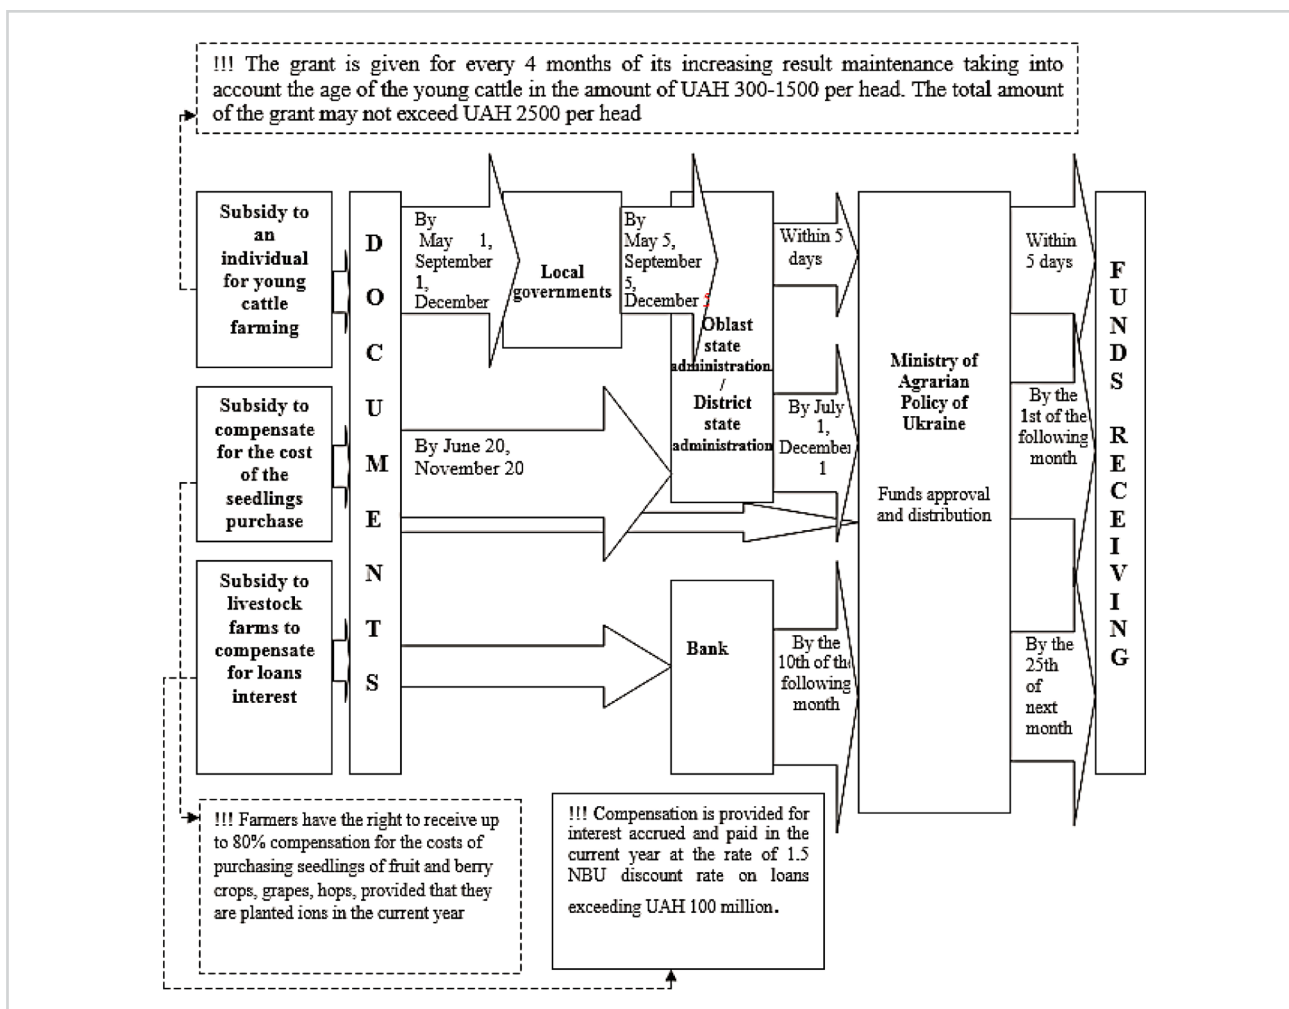 !!! The grant is given for every 4 months of its increasing result maintenance taking into
account the age of the young cattle in the amount of UAH 300-1500 per head. The total amount
of the grant may not exceed UAH 2500 per head
Subsidy to
an
individual
for young
cattle
farming
Subsidy to
compensate
for the cost
of the
seedlings
purchase
Subsidy to
livestock
farms to
compensate
for loans
interest
D
O
C
U
M
E
N
T
S
By
May 1,
September
1,
December
Local
governments
By
May 5,
September
5,
December
By June 20,
November 20
Oblast
state
administration
/
District
state
administration
Bank
Within 5
days
By July
1,
December
1
By the
10th of the
following
month
Ministry of
Agrarian
Policy of
Ukraine
Funds approval
and distribution
Within
5 days
By the
1st of the
following
month
By the
25th
of
next
month
F
U
N
D
S
R
E
C
E
I
V
I
N
G
!!! Farmers have the right to receive up
to 80% compensation for the costs of
purchasing seedlings of fruit and berry
crops, grapes, hops, provided that they
are planted ions in the current year
!!! Compensation is provided for
interest accrued and paid in the
current year at the rate of 1.5
NBU discount rate on loans
exceeding UAH 100 million.